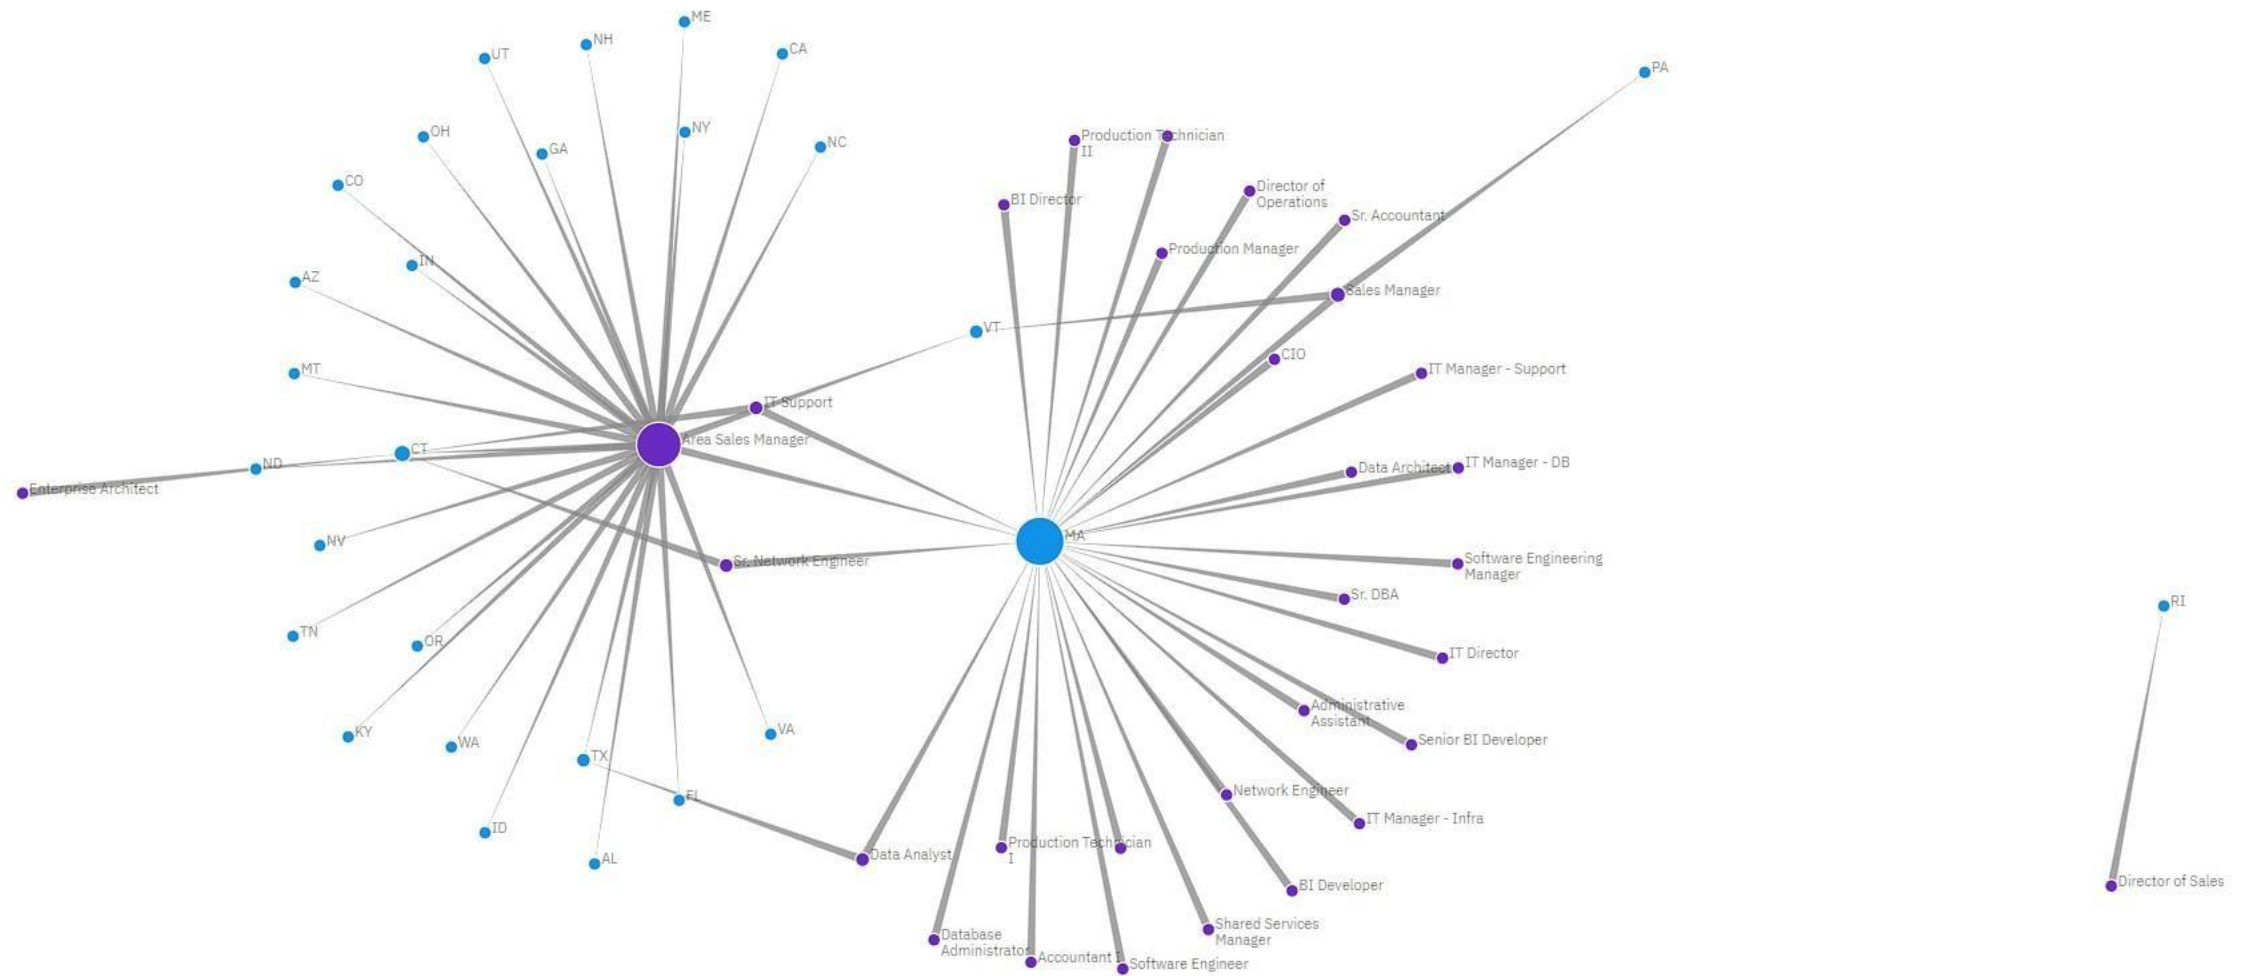 ME
NH
CA
UT
PA
NY
OH
Production Technician
II
NC
GA
CO
Director of
Operations
BI Director
Sr. Accountant
Production Manager
IN
AZ
Sales Manager
VT
CIO
MT
IT Manager - Support
IT Support
Area Sales Manager
CT
ND
Data Architect
IT Manager - DB
Enterprise Architect
MA
NV
Sr. Network Engineer
Software Engineering
Manager
Sr. DBA
RI
TN
OR
IT Director
Administrative
Assistant
KY
WA
VA
Senior BI Developer
TX
Network Engineer
FL
IT Manager - Infra
ID
Production Technician
I
AL
Data Analyst
Director of Sales
BI Developer
Shared Services
Manager
Database
Administrator
Accountant I
Software Engineer